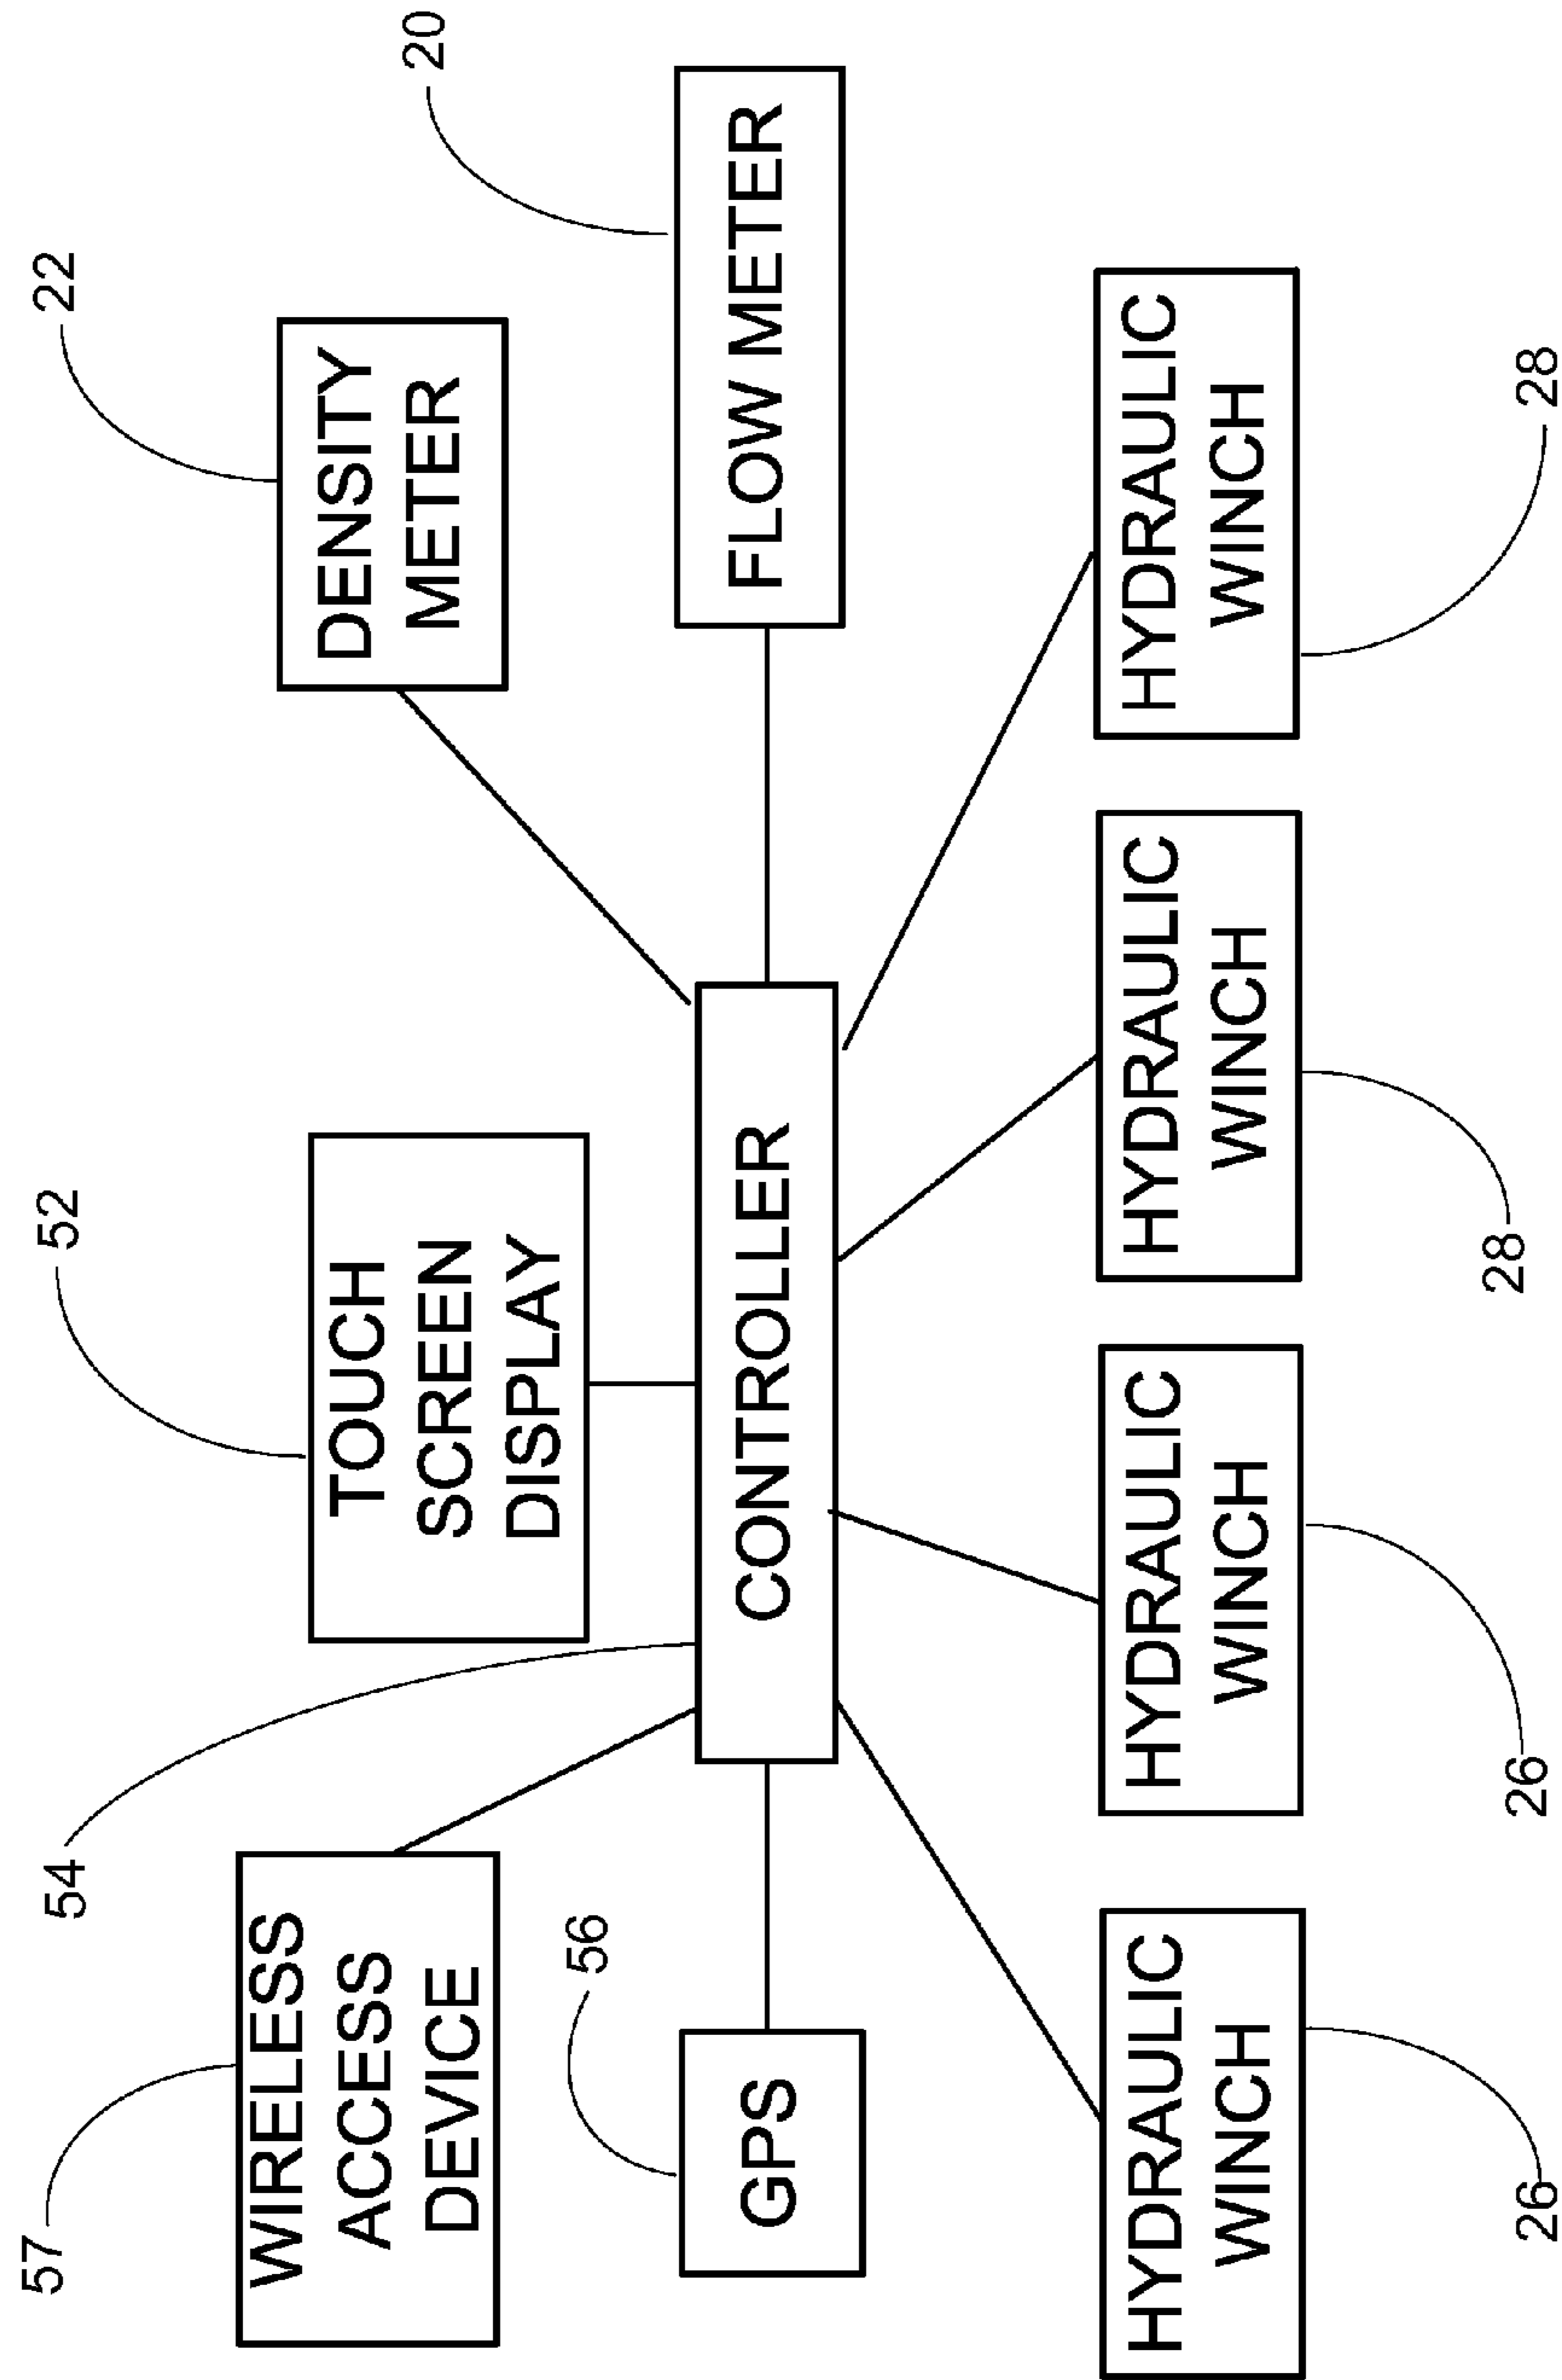 57
54
52
22
20
WIRELESS
ACCESS
DEVICE
TOUCH
SCREEN
DISPLAY
DENSITY
METER
56
GPS
CONTROLLER
FLOW METER
HYDRAULIC
WINCH
HYDRAULIC
WINCH
HYDRAULIC
WINCH
HYDRAULIC
WINCH
26
26
28
28